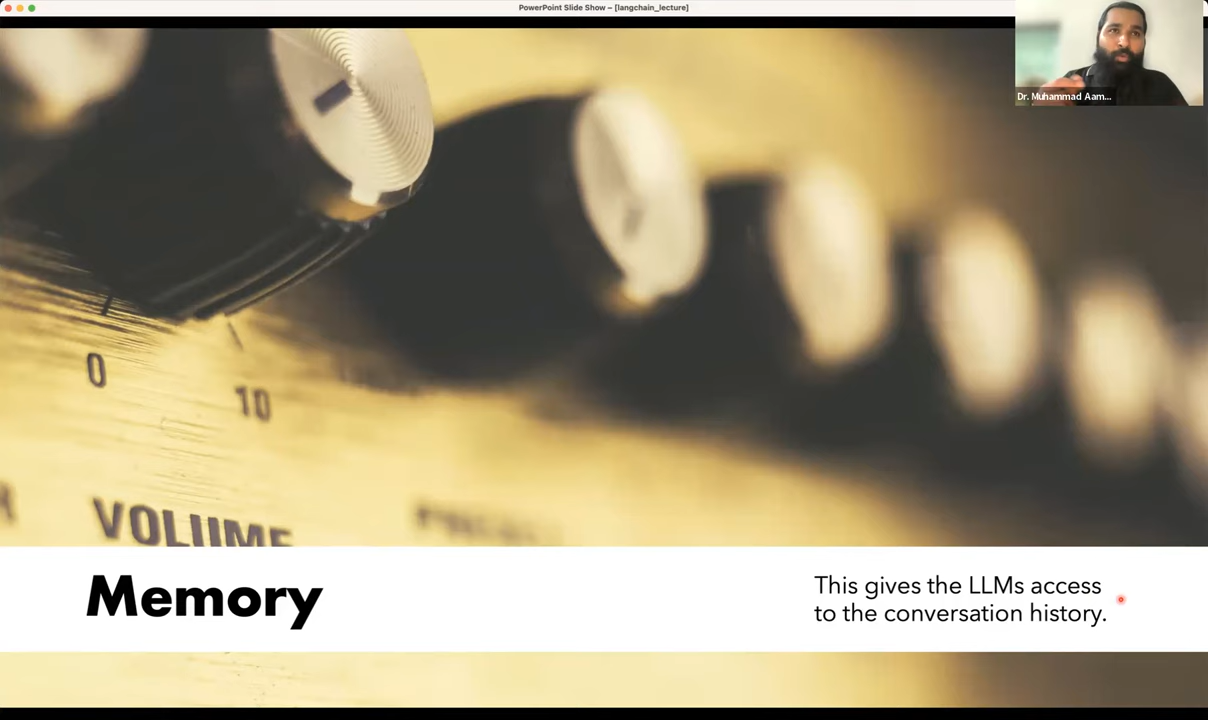 PowerPoint Slide Show – [langchain_lecture]
Dr. Muhammad Aam...
0
10
VOLUME
Memory
This gives the LLMs access
to the conversation history.